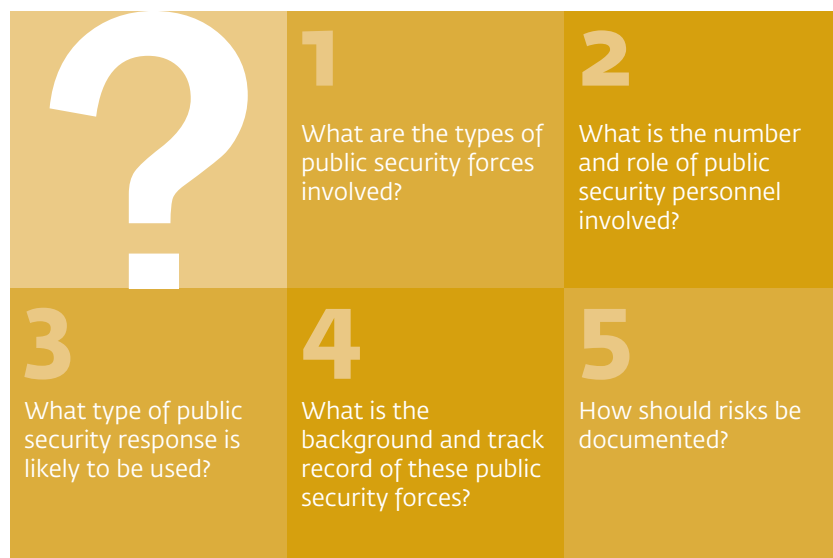 ?
1
What are the types of
public security forces
involved?
2
What is the number
and role of public
security personnel
involved?
3
What type of public
security response is
likely to be used?
4
What is the
background and track
record of these public
security forces?
5
How should risks be
documented?